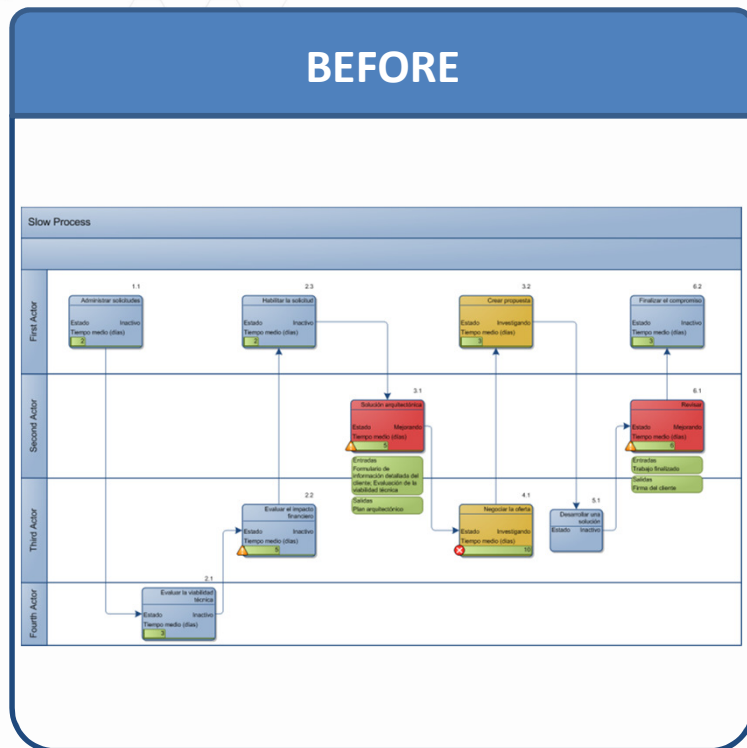 BEFORE
Slow Process
First Actor
1.1
Administrar solicitudes
Estado Inactivo
Tiempo medio (días)
2
2.3
Habilitar la solicitud
Estado Inactivo
Tiempo medio (días)
2
3.2
Crear propuesta
Estado Investigando
Tiempo medio (días)
3
6.2
Finalizar el compromiso
Estado Inactivo
Tiempo medio (días)
3
Second Actor
3.1
Solución arquitectónica
Estado Mejorando
Tiempo medio (días)
5
Entradas
Formulario de
información detallada del
cliente; Evaluación de la
viabilidad técnica
Salidas
Plan arquitectónico
6.1
Revisar
Estado Mejorando
Tiempo medio (días)
Entradas
Trabajo finalizado
Salidas
Firma del cliente
Third Actor
2.2
Evaluar el impacto
financiero
Estado Inactivo
Tiempo medio (días)
5
4.1
Negociar la oferta
Estado Investigando
Tiempo medio (días)
10
5.1
Desarrollar una
solución
Estado Inactivo
Fourth Actor
2.1
Evaluar la viabilidad
técnica
Estado Inactivo
Tiempo medio (días)
3